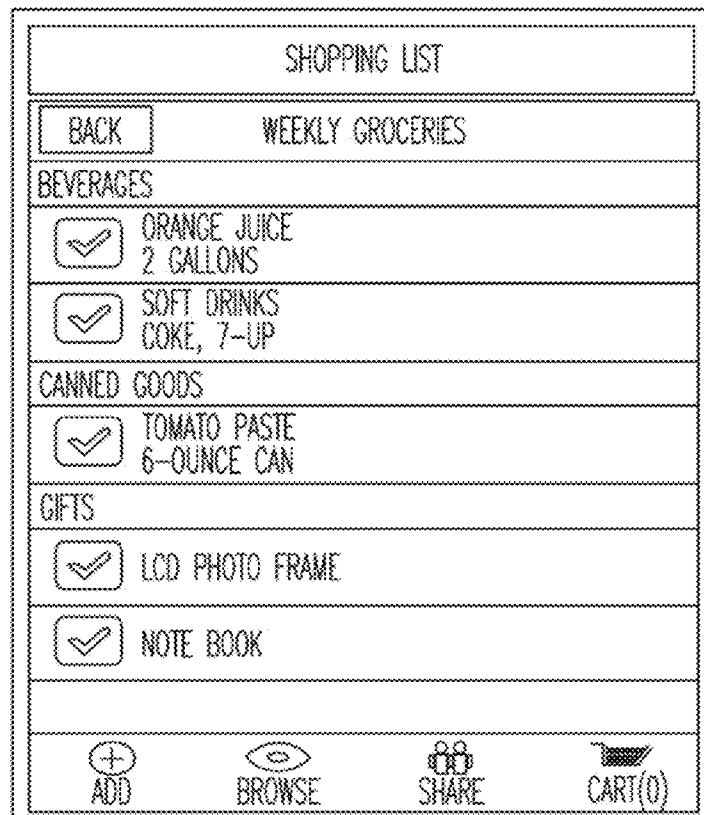 SHOPPING LIST
BACK WEEKLY GROCERIES
BEVERAGES
ORANGE JUICE
2 GALLONS
SOFT DRINKS
COKE, 7-UP
CANNED GOODS
TOMATO PASTE
6-OUNCE CAN
GIFTS
LCD PHOTO FRAME
NOTE BOOK
ADD BROWSE SHARE CART(0)